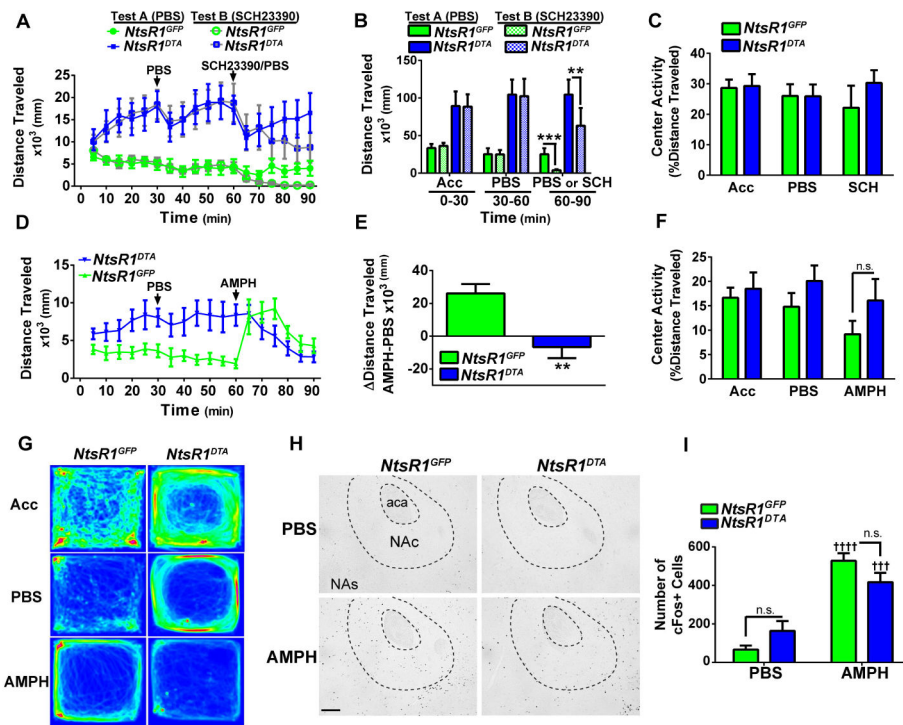 A
Test A (PBS) Test B (SCH23390)
NtsR1GFP NtsR1GFP
NtsR1DTA NtsR1DTA
PBS SCH23390/PBS
Distance Traveled
x10³ (mm)
25
20
15
10
5
0
0 10 20 30 40 50 60 70 80 90
Time (min)
B
Test A (PBS) Test B (SCH23390)
NtsR1GFP NtsR1GFP
NtsR1DTA NtsR1DTA
Distance Traveled
x10³ (mm)
150
100
50
0
*** **
Acc PBS PBS or SCH
0-30 30-60 60-90
Time (min)
C
NtsR1GFP
NtsR1DTA
Center Activity
(%Distance Traveled)
50
40
30
20
10
0
Acc PBS SCH
D
NtsR1DTA
NtsR1GFP
PBS AMPH
Distance Traveled
x10³ (mm)
15
10
5
0
0 10 20 30 40 50 60 70 80 90
Time (min)
E
ΔDistance Traveled
AMPH-PBS x10³ (mm)
40
20
0
-20
NtsR1GFP
NtsR1DTA
**
F
NtsR1GFP
NtsR1DTA
Center Activity
(%Distance Traveled)
30
25
20
15
10
5
0
n.s.
Acc PBS AMPH
G
NtsR1GFP NtsR1DTA
Acc
PBS
AMPH
H
NtsR1GFP NtsR1DTA
PBS
aca
NAc
NAs
AMPH
I
NtsR1GFP
NtsR1DTA
Number of
cFos+ Cells
600
400
200
0
n.s.
†††† n.s.
†††
PBS AMPH